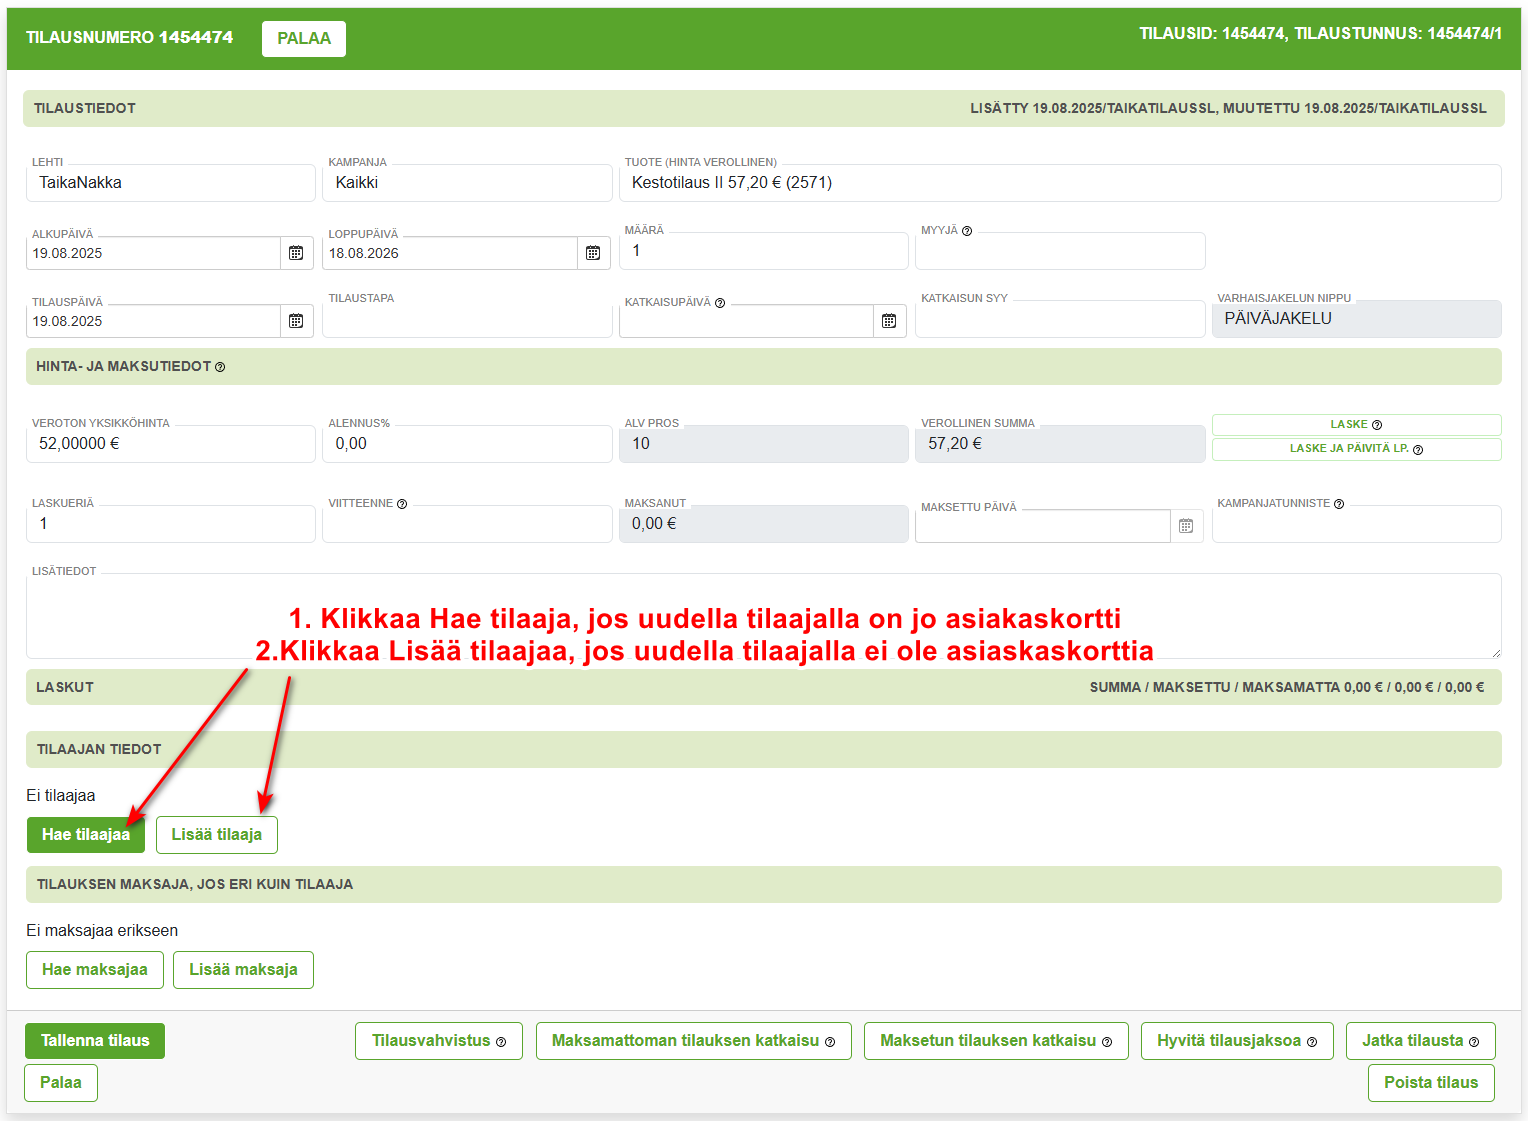 TILAUSNUMERO 1454474 PALAA TILAUSID: 1454474, TILAUSTUNNUS: 1454474/1
TILAUSTIEDOT LISÄTTY 19.08.2025/TAIKATILAUSSL, MUUTETTU 19.08.2025/TAIKATILAUSSL
LEHTI KAMPANJA TUOTE (HINTA VEROLLINEN)
TaikaNakka Kaikki Kestotilaus II 57,20 € (2571)
ALKUPÄIVÄ LOPPUPÄIVÄ MÄÄRÄ MYYJÄ
19.08.2025 18.08.2026 1
TILAUSPÄIVÄ TILAUSTAPA KATKAISUPÄIVÄ KATKAISUN SYY VARHAISJAKELUN NIPPU
19.08.2025 PÄIVÄJAKELU
HINTA- JA MAKSUTIEDOT
VEROTON YKSIKKÖHINTA ALENNUS% ALV PROS VEROLLINEN SUMMA LASKE
52,00000 € 0,00 10 57,20 € LASKE JA PÄIVITÄ LP.
LASKUERIÄ VIITTEENNE MAKSANUT MAKSETTU PÄIVÄ KAMPANJATUNNISTE
1 0,00 €
LISÄTIEDOT
1. Klikkaa Hae tilaaja, jos uudella tilaajalla on jo asiakaskortti
2.Klikkaa Lisää tilaajaa, jos uudella tilaajalla ei ole asiaskaskorttia
LASKUT SUMMA / MAKSETTU / MAKSAMATTA 0,00 € / 0,00 € / 0,00 €
TILAAJAN TIEDOT
Ei tilaajaa
Hae tilaajaa Lisää tilaaja
TILAUKSEN MAKSAJA, JOS ERI KUIN TILAAJA
Ei maksajaa erikseen
Hae maksajaa Lisää maksaja
Tallenna tilaus Tilausvahvistus Maksamattoman tilauksen katkaisu Maksetun tilauksen katkaisu Hyvitä tilausjaksoa Jatka tilausta
Palaa Poista tilaus